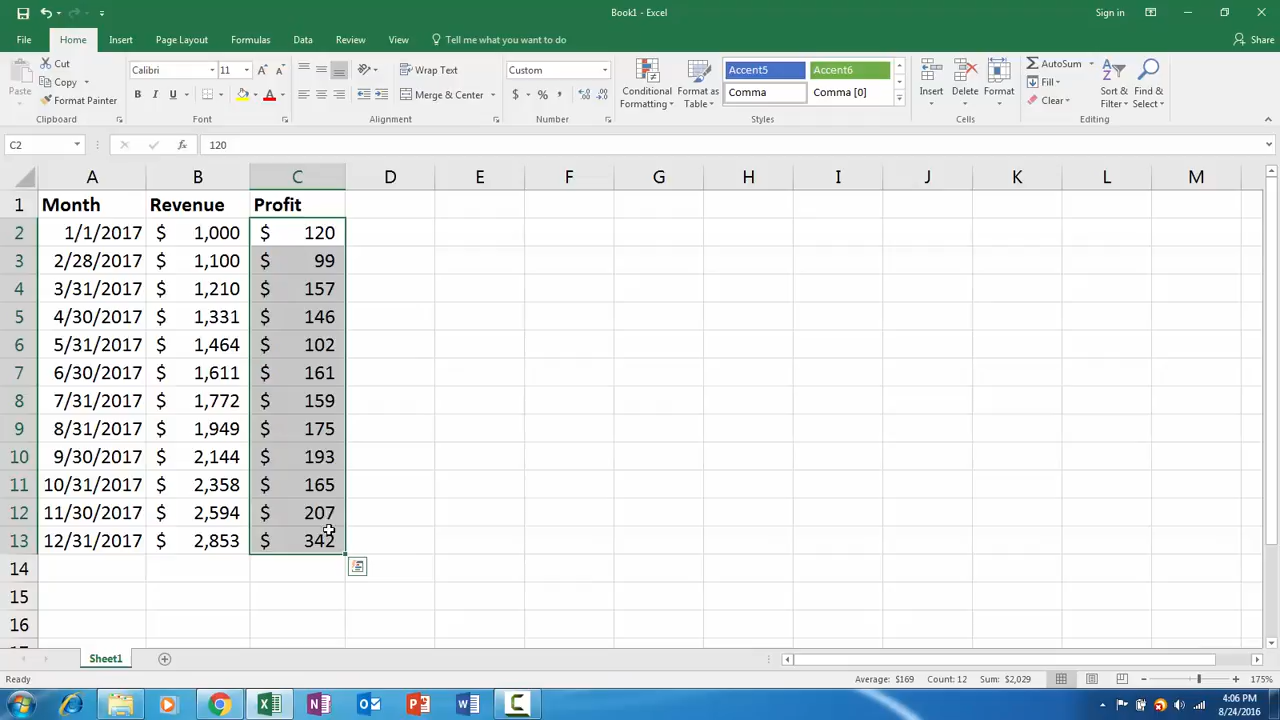 Book1 - Excel
Sign in
File Home Insert Page Layout Formulas Data Review View Tell me what you want to do
Share
Paste
Cut
Copy
Format Painter
Clipboard
Calibri 11
B I U
Font
Wrap Text
Merge & Center
Alignment
Custom
$ % ,
Number
Conditional Formatting
Format as Table
Accent5 Accent6
Comma Comma [0]
Styles
Insert Delete Format
Cells
AutoSum
Fill
Clear
Sort & Filter
Find & Select
Editing
C2 fx 120
A B C D E F G H I J K L M
1 Month Revenue Profit
2 1/1/2017 $ 1,000 $ 120
3 2/28/2017 $ 1,100 $ 99
4 3/31/2017 $ 1,210 $ 157
5 4/30/2017 $ 1,331 $ 146
6 5/31/2017 $ 1,464 $ 102
7 6/30/2017 $ 1,611 $ 161
8 7/31/2017 $ 1,772 $ 159
9 8/31/2017 $ 1,949 $ 175
10 9/30/2017 $ 2,144 $ 193
11 10/31/2017 $ 2,358 $ 165
12 11/30/2017 $ 2,594 $ 207
13 12/31/2017 $ 2,853 $ 342
14
15
16
Sheet1
Ready
Average: $169 Count: 12 Sum: $2,029
175%
4:06 PM
8/24/2016